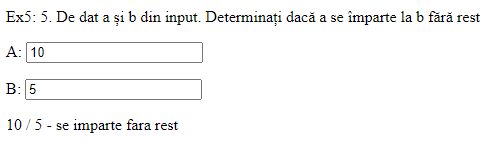 Ex5: 5. De dat a și b din input. Determinați dacă a se împarte la b fără rest
A: 10
B: 5
10 / 5 - se imparte fara rest